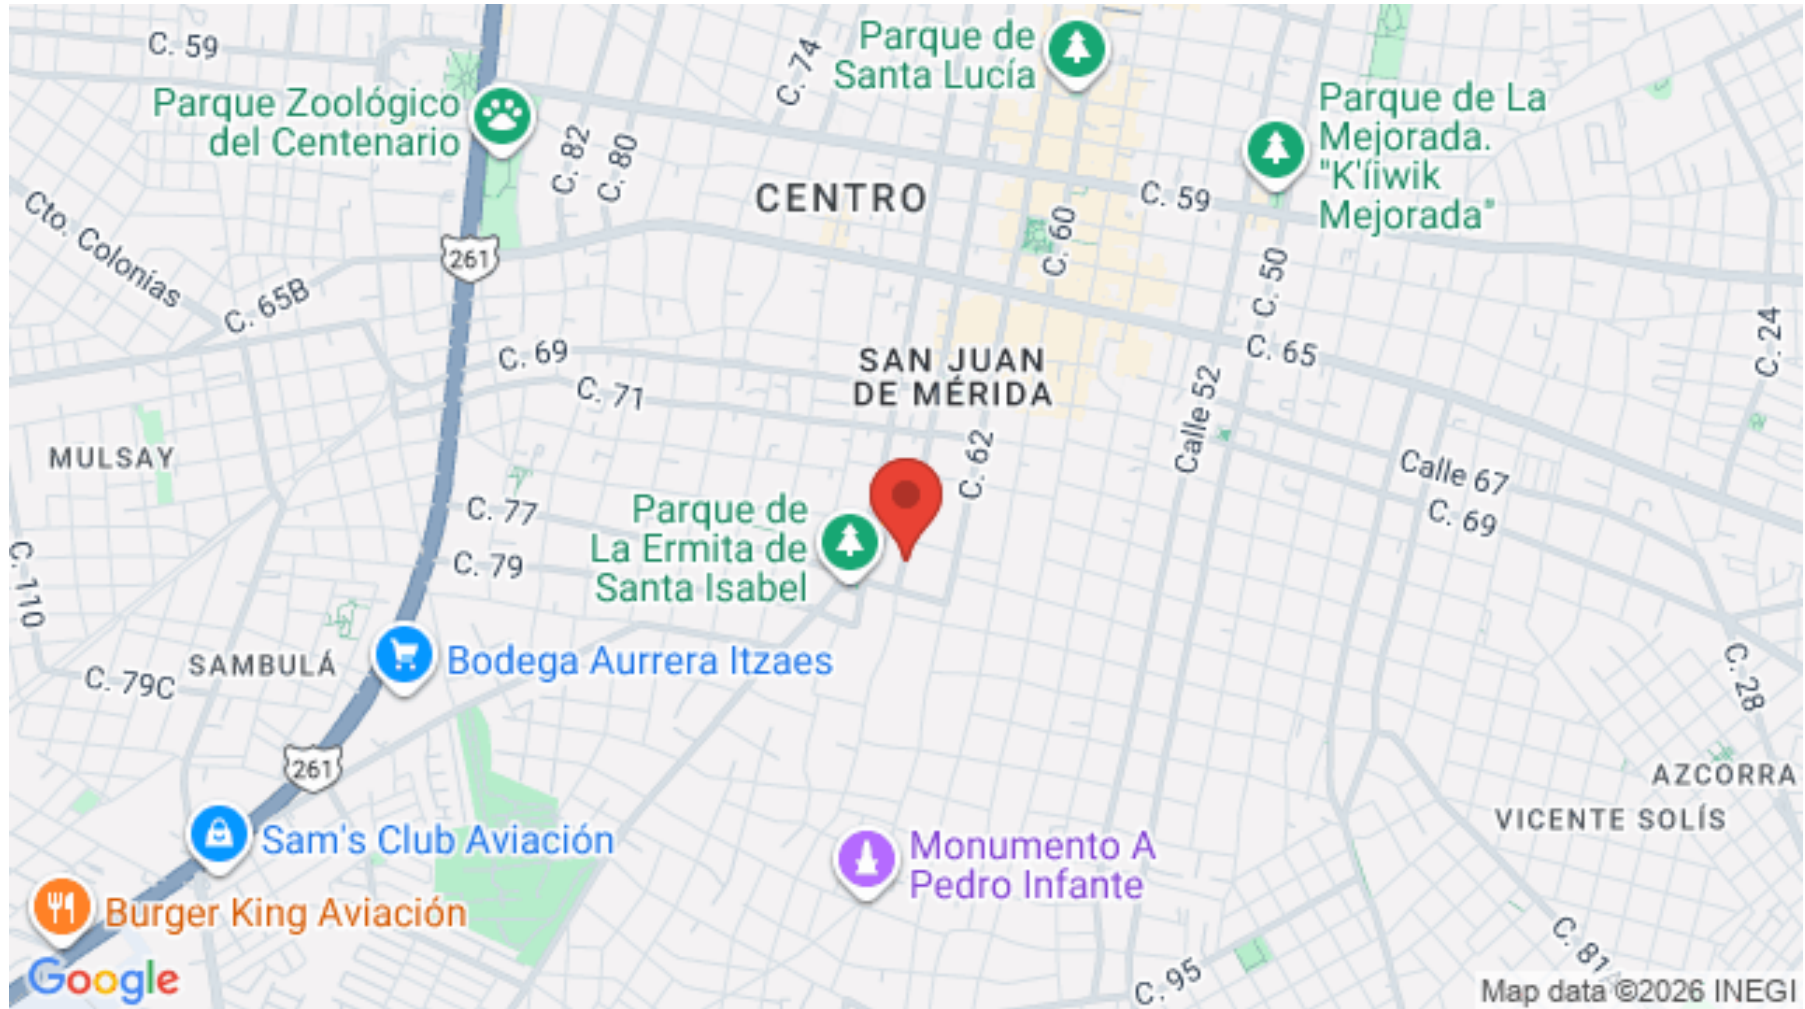 C. 59
C. 74
Parque de
Santa Lucía
Parque Zoológico
del Centenario
C. 82
C. 80
Parque de La
Mejorada.
"K'íiwik
Mejorada"
CENTRO
C. 59
C. 60
Cto. Colonias
261
C. 65B
C. 50
C. 65
C. 24
C. 69
C. 71
SAN JUAN
DE MÉRIDA
Calle 52
C. 62
MULSAY
Calle 67
C. 69
C. 77
C. 79
Parque de
La Ermita de
Santa Isabel
C. 110
SAMBULÁ
C. 79C
Bodega Aurrera Itzaes
C. 28
261
AZCORRA
VICENTE SOLÍS
Sam's Club Aviación
Monumento A
Pedro Infante
Burger King Aviación
C. 81A
C. 95
Google
Map data ©2026 INEGI